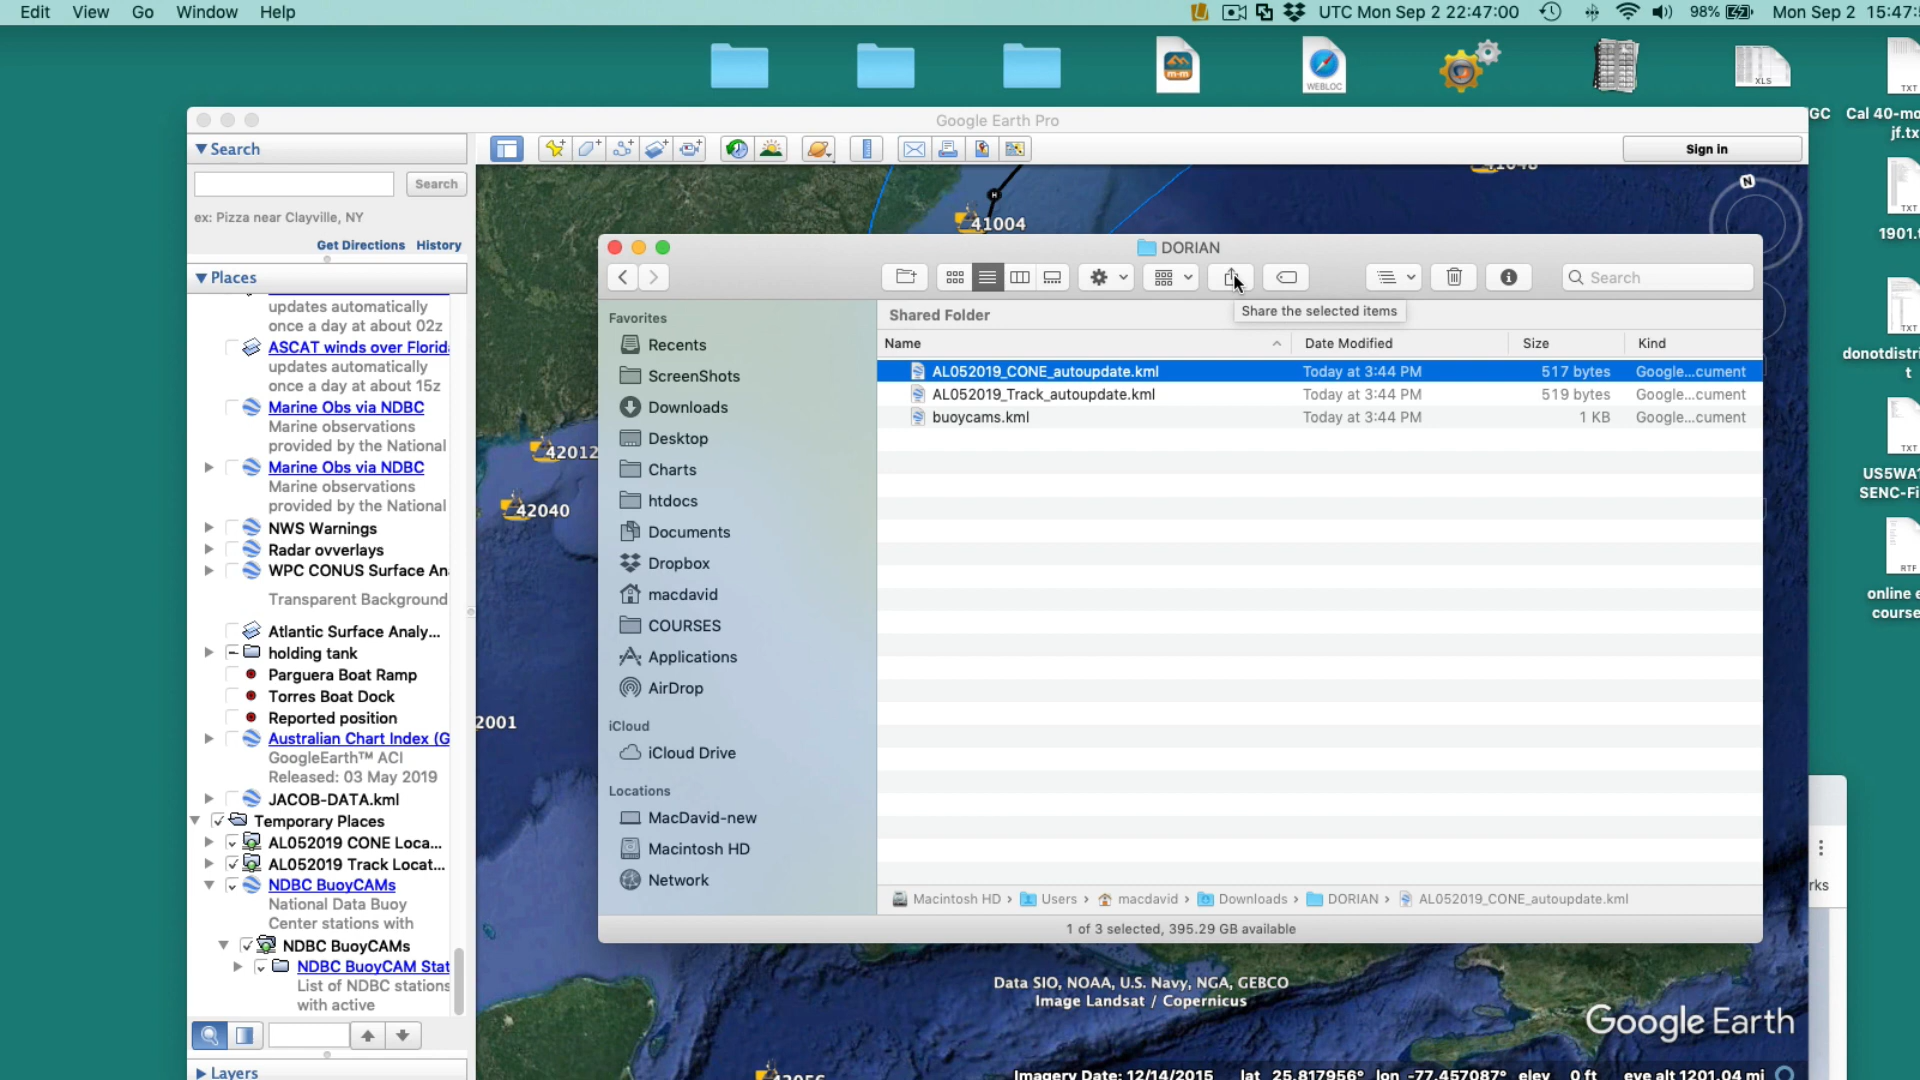 Edit View Go Window Help
UTC Mon Sep 2 22:47:00 98% Mon Sep 2 15:47:
WEBLOC XLS TXT
GC Cal 40-mo
jf.tx
TXT
1901.t
TXT
donotdistri
t
TXT
US5WA1
SENC-Fi
RTF
online e
course
Google Earth Pro
Search
Search
ex: Pizza near Clayville, NY
Get Directions History
Places
updates automatically
once a day at about 02z
ASCAT winds over Florid
updates automatically
once a day at about 15z
Marine Obs via NDBC
Marine observations
provided by the National
Marine Obs via NDBC
Marine observations
provided by the National
NWS Warnings
Radar ovverlays
WPC CONUS Surface An
Transparent Background
Atlantic Surface Analy...
holding tank
Parguera Boat Ramp
Torres Boat Dock
Reported position
Australian Chart Index (G
GoogleEarth™ ACI
Released: 03 May 2019
JACOB-DATA.kml
Temporary Places
AL052019 CONE Loca...
AL052019 Track Locat...
NDBC BuoyCAMs
National Data Buoy
Center stations with
NDBC BuoyCAMs
NDBC BuoyCAM Stat
List of NDBC stations
with active
Layers
Sign in
N
41004
42012
42040
2001
DORIAN
Search
Share the selected items
Favorites
Recents
ScreenShots
Downloads
Desktop
Charts
htdocs
Documents
Dropbox
macdavid
COURSES
Applications
AirDrop
iCloud
iCloud Drive
Locations
MacDavid-new
Macintosh HD
Network
Shared Folder
Name Date Modified Size Kind
AL052019_CONE_autoupdate.kml Today at 3:44 PM 517 bytes Google...cument
AL052019_Track_autoupdate.kml Today at 3:44 PM 519 bytes Google...cument
buoycams.kml Today at 3:44 PM 1 KB Google...cument
Macintosh HD › Users › macdavid › Downloads › DORIAN › AL052019_CONE_autoupdate.kml
1 of 3 selected, 395.29 GB available
rks
Data SIO, NOAA, U.S. Navy, NGA, GEBCO
Image Landsat / Copernicus
Google Earth
Imagery Date: 12/14/2015 lat 25.817956° lon -77.457087° elev 0 ft eye alt 1201.04 mi